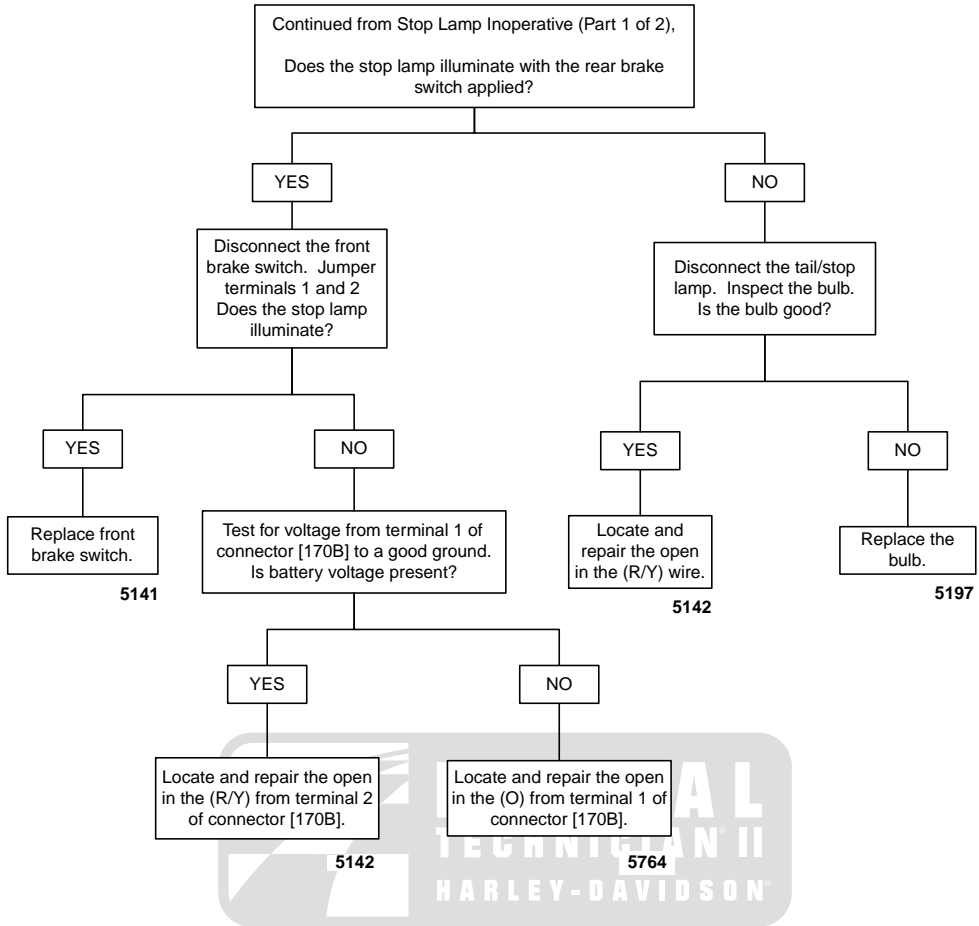 Continued from Stop Lamp Inoperative (Part 1 of 2),
Does the stop lamp illuminate with the rear brake
switch applied?
YES
NO
Disconnect the front
brake switch. Jumper
terminals 1 and 2
Does the stop lamp
illuminate?
Disconnect the tail/stop
lamp. Inspect the bulb.
Is the bulb good?
YES
NO
YES
NO
Replace front
brake switch.
5141
Test for voltage from terminal 1 of
connector [170B] to a good ground.
Is battery voltage present?
Locate and
repair the open
in the (R/Y) wire.
5142
Replace the
bulb.
5197
YES
NO
Locate and repair the open
in the (R/Y) from terminal 2
of connector [170B].
5142
Locate and repair the open
in the (O) from terminal 1 of
connector [170B].
5764
TECHNICIAN II
HARLEY-DAVIDSON